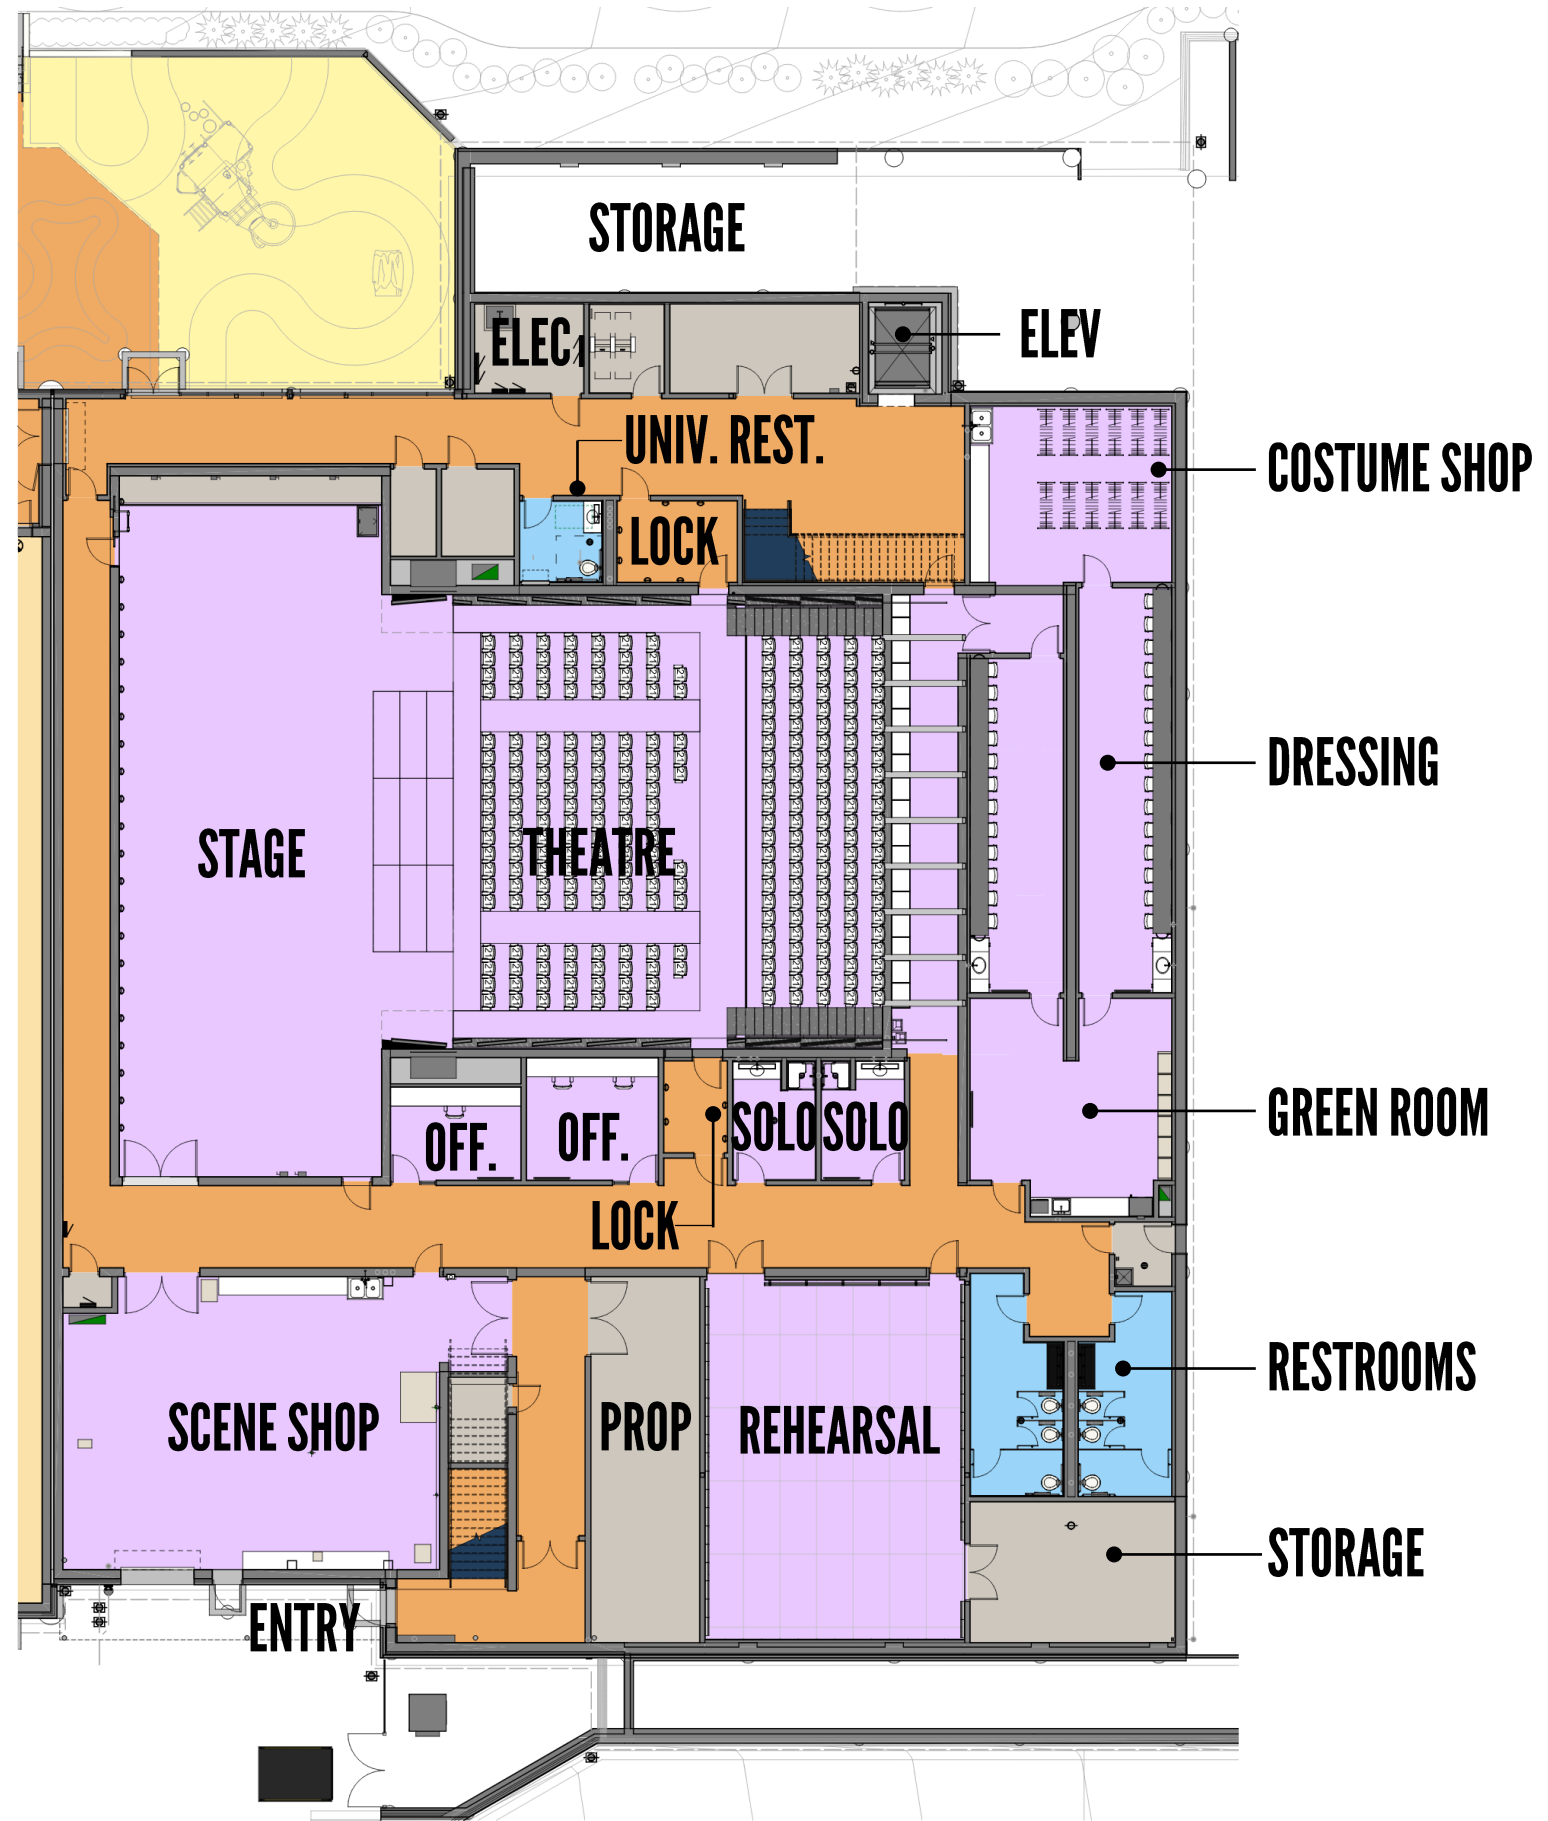 STORAGE
ELEC.
ELEV
UNIV. REST.
COSTUME SHOP
LOCK
DRESSING
STAGE
THEATRE
GREEN ROOM
OFF.
OFF.
SOLO
SOLO
LOCK
RESTROOMS
SCENE SHOP
PROP
REHEARSAL
STORAGE
ENTRY